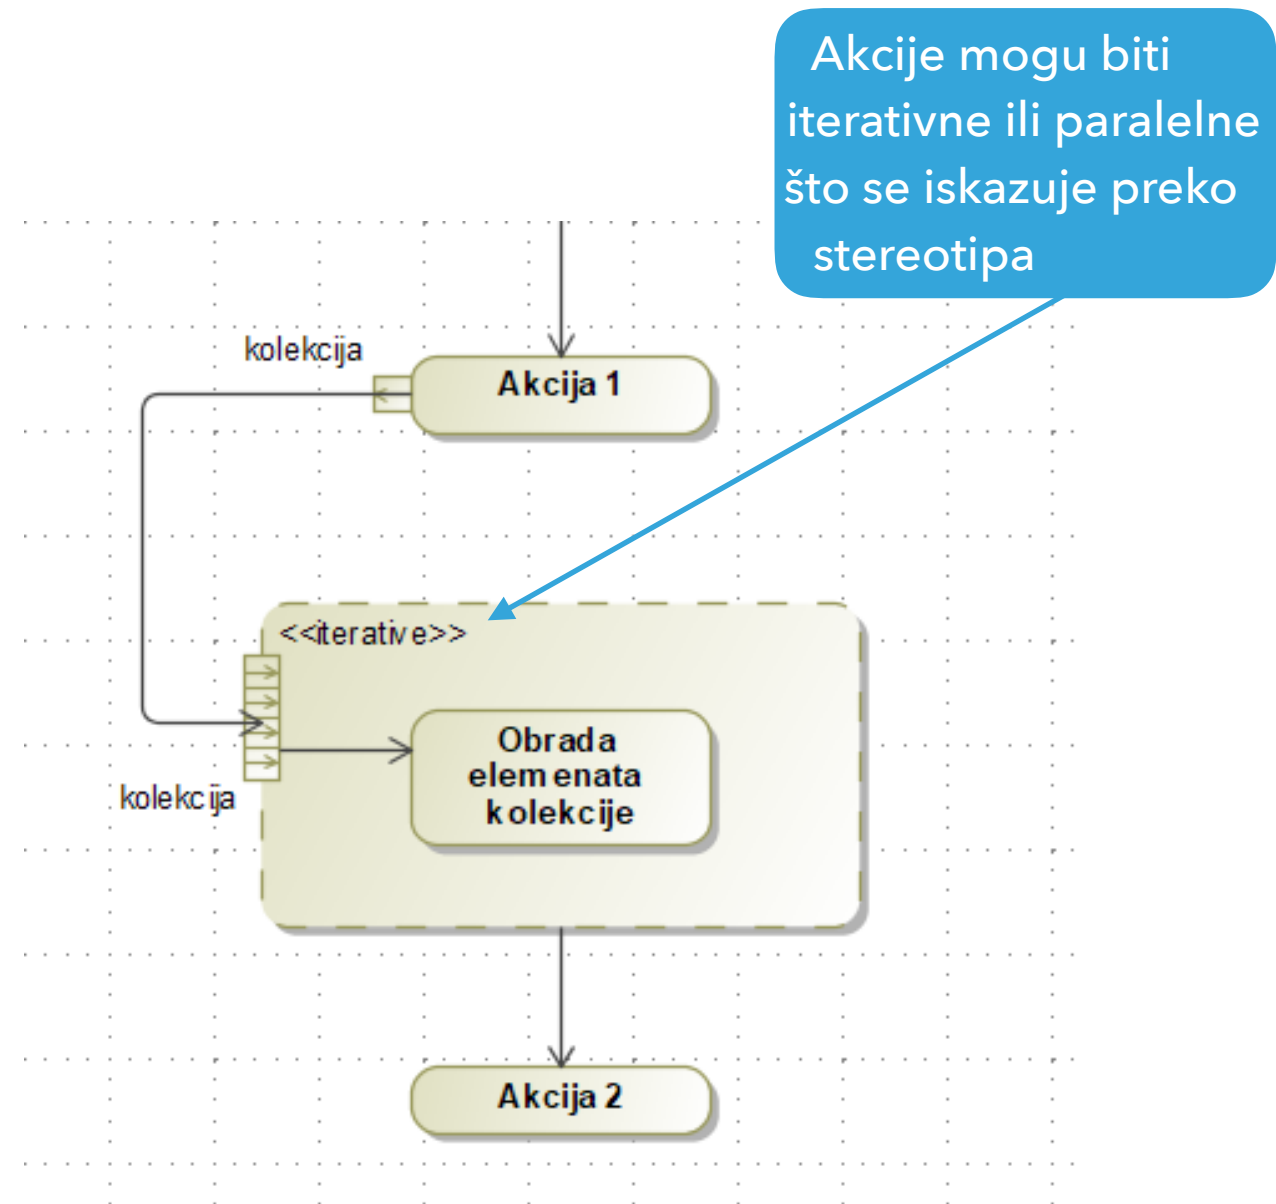 Akcije mogu biti
iterativne ili paralelne
što se iskazuje preko
stereotipa
kolekcija
Akcija 1
<<iterative>>
Obrada
elemenata
kolekcije
kolekcija
Akcija 2